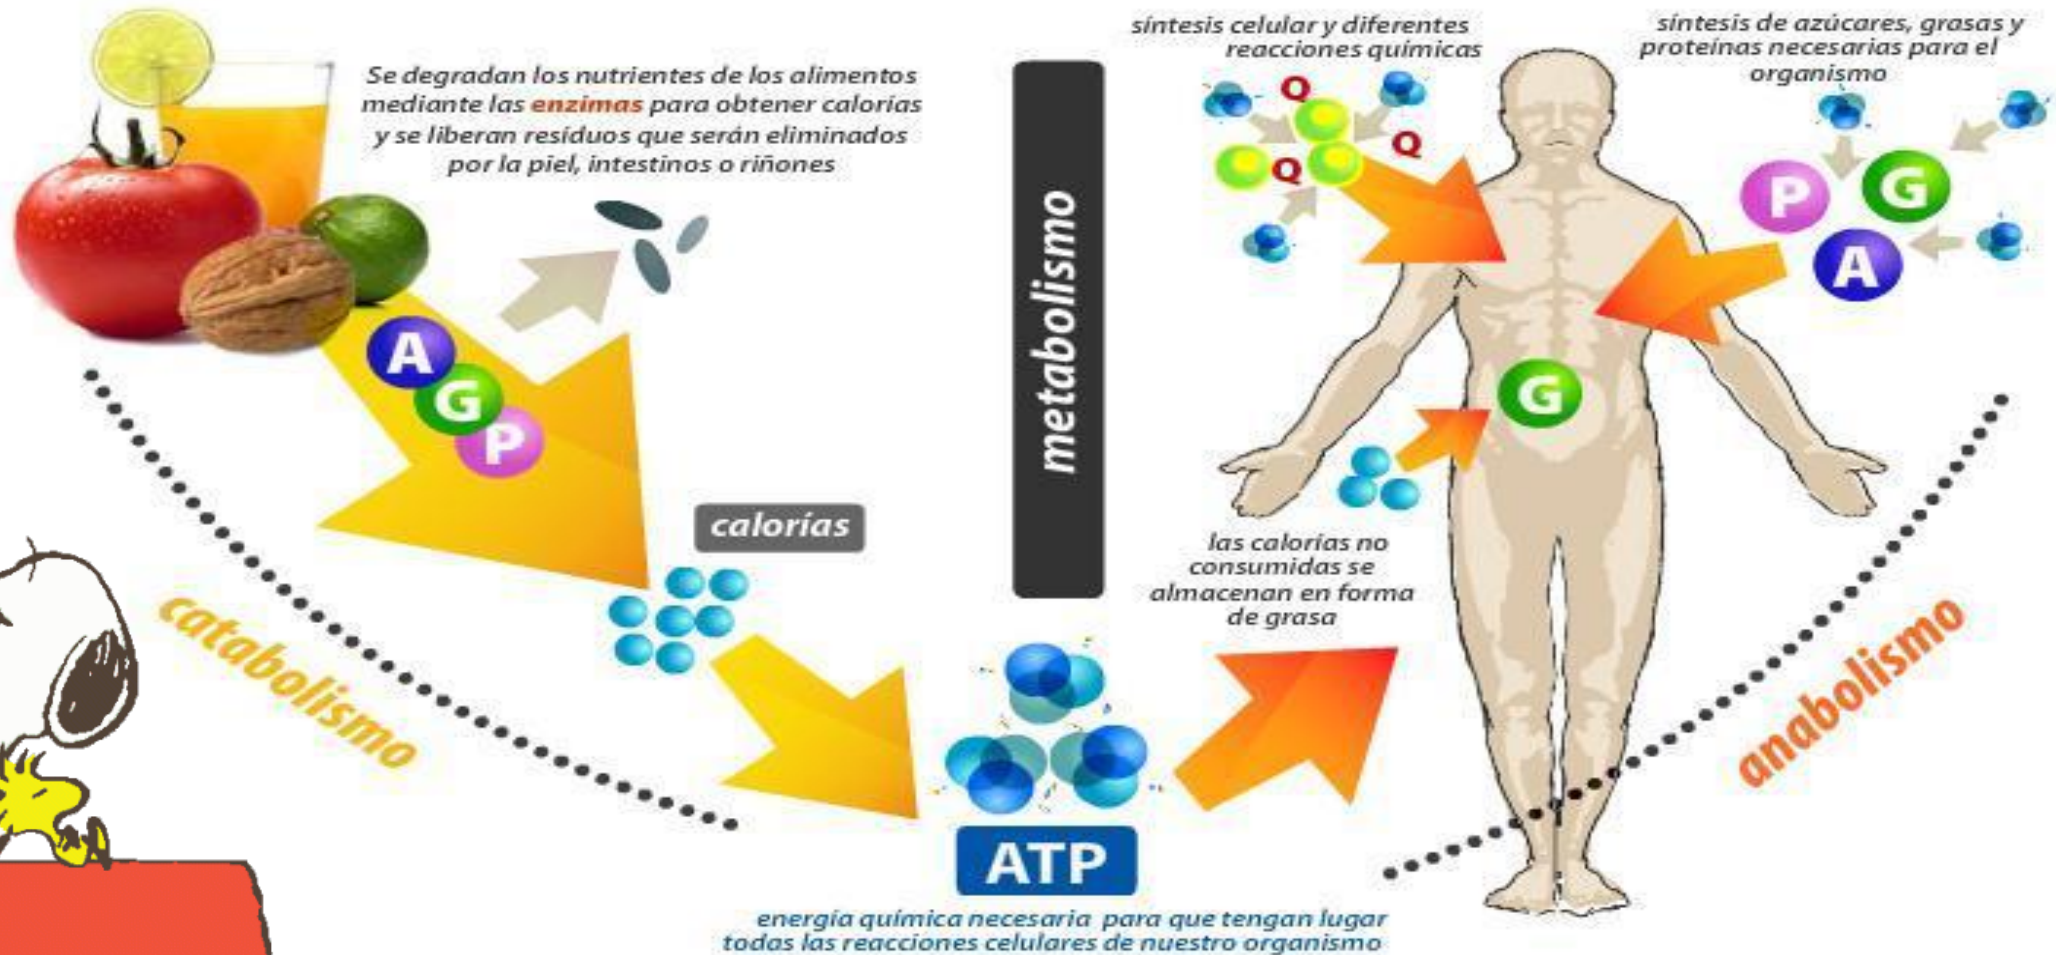 Se degradan los nutrientes de los alimentos
mediante las enzimas para obtener calorías
y se liberan resíduos que serán eliminados
por la piel, intestinos o riñones
A
G
P
calorías
catabolismo
metabolismo
ATP
energía química necesaria para que tengan lugar
todas las reacciones celulares de nuestro organismo
síntesis celular y diferentes
reacciones químicas
Q
Q
Q
síntesis de azúcares, grasas y
proteínas necesarias para el
organismo
P
G
A
G
las calorías no
consumidas se
almacenan en forma
de grasa
anabolismo